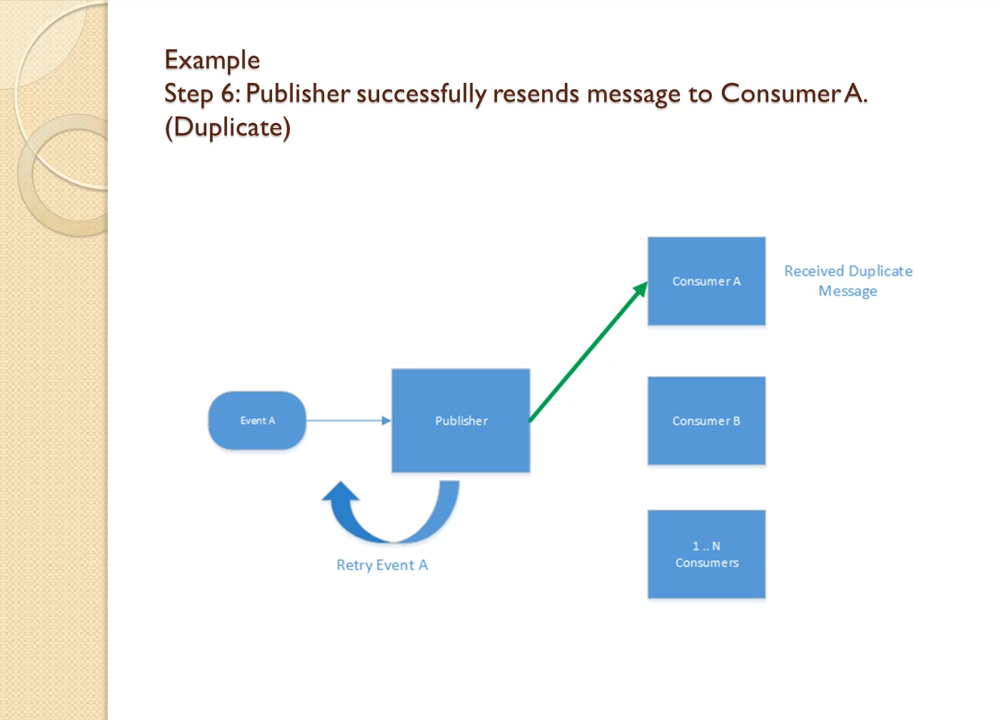 Example
Step 6: Publisher successfully resends message to Consumer A.
(Duplicate)
Consumer A
Received Duplicate
Message
Event A
Publisher
Consumer B
Retry Event A
1 .. N
Consumers